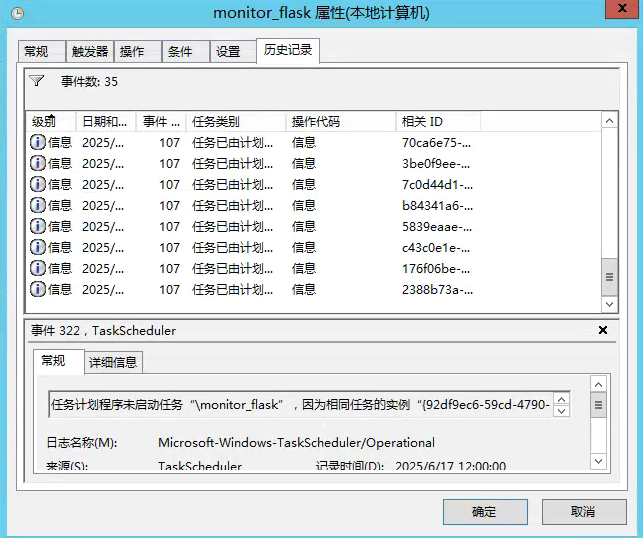 monitor_flask 属性(本地计算机)
常规 触发器 操作 条件 设置 历史记录
事件数: 35
级别 日期和... 事件 ... 任务类别 操作代码 相关 ID
信息 2025/... 107 任务已由计划... 信息 70ca6e75-...
信息 2025/... 107 任务已由计划... 信息 3be0f9ee-...
信息 2025/... 107 任务已由计划... 信息 7c0d44d1-...
信息 2025/... 107 任务已由计划... 信息 b84341a6-...
信息 2025/... 107 任务已由计划... 信息 5839eaae-...
信息 2025/... 107 任务已由计划... 信息 c43c0e1e-...
信息 2025/... 107 任务已由计划... 信息 176f06be-...
信息 2025/... 107 任务已由计划... 信息 2388b73a-...
事件 322，TaskScheduler
常规 详细信息
任务计划程序未启动任务“\monitor_flask”，因为相同任务的实例“{92df9ec6-59cd-4790-
日志名称(M): Microsoft-Windows-TaskScheduler/Operational
来源(S): TaskScheduler 记录时间(D): 2025/6/17 12:00:00
确定 取消